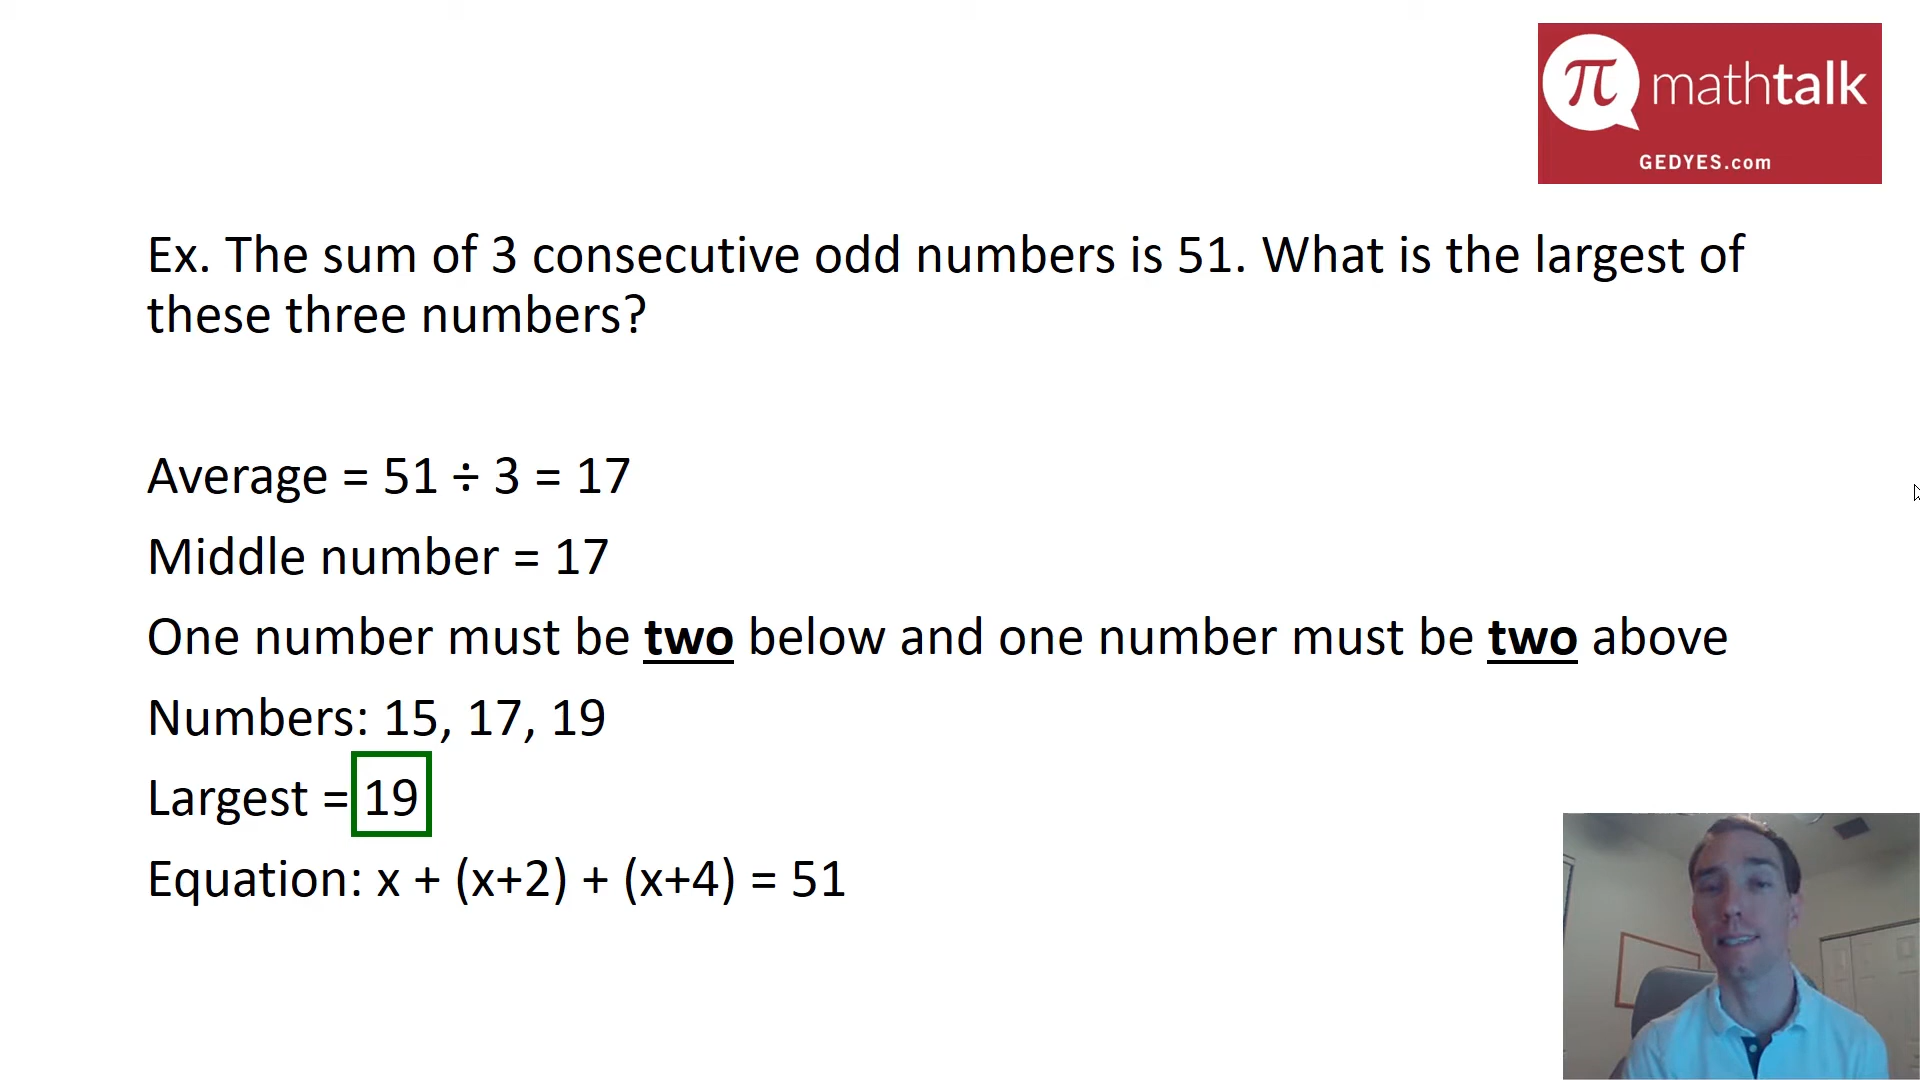 π mathtalk
GEDYES.com
Ex. The sum of 3 consecutive odd numbers is 51. What is the largest of
these three numbers?
Average = 51 ÷ 3 = 17
Middle number = 17
One number must be two below and one number must be two above
Numbers: 15, 17, 19
Largest = 19
Equation: x + (x+2) + (x+4) = 51